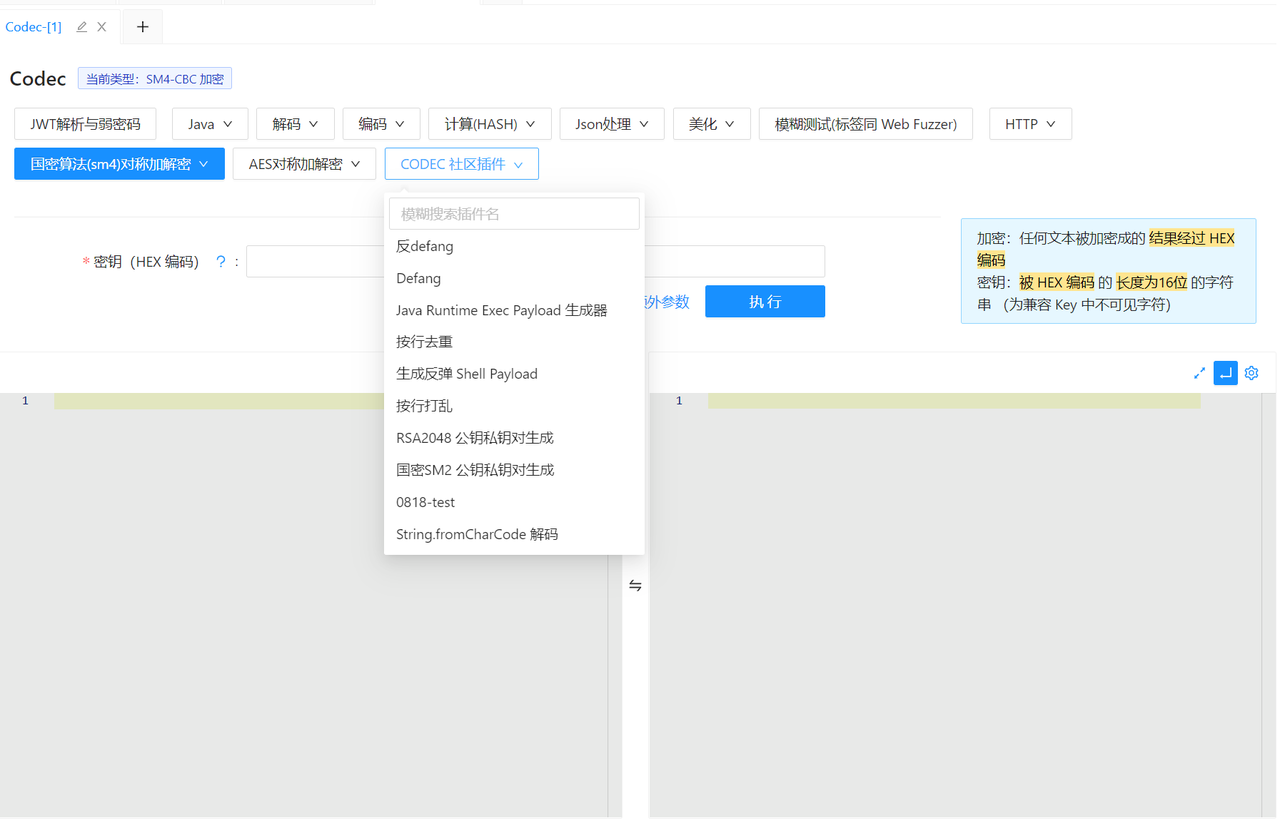 Codec-[1]
Codec 当前类型：SM4-CBC 加密
JWT解析与弱密码 Java 解码 编码 计算(HASH) Json处理 美化 模糊测试(标签同 Web Fuzzer) HTTP
国密算法(sm4)对称加解密 AES对称加解密 CODEC 社区插件
模糊搜索插件名
反defang
Defang
Java Runtime Exec Payload 生成器
按行去重
生成反弹 Shell Payload
按行打乱
RSA2048 公钥私钥对生成
国密SM2 公钥私钥对生成
0818-test
String.fromCharCode 解码
* 密钥（HEX 编码） ? :
外参数 执 行
加密：任何文本被加密成的 结果经过 HEX
编码
密钥：被 HEX 编码 的 长度为16位 的字符
串 （为兼容 Key 中不可见字符）
1
1